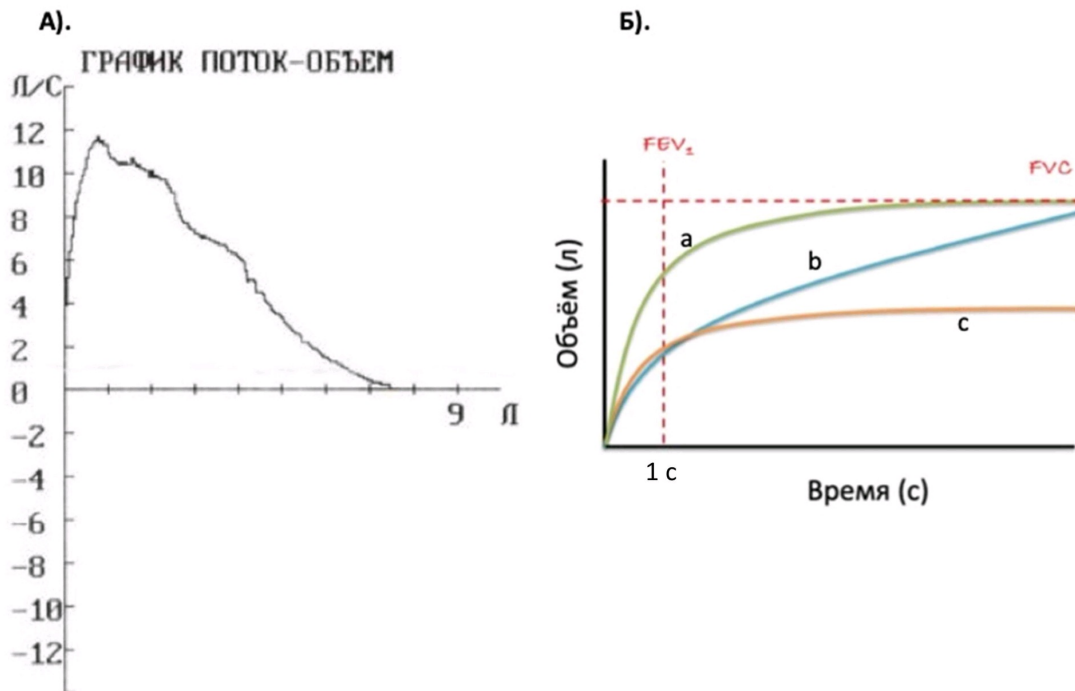 А).
ГРАФИК ПОТОК-ОБЪЕМ
Л/С
12
10
8
6
4
2
0
-2
-4
-6
-8
-10
-12
9 Л
Б).
FEV₁
FVC
a
b
c
Объём (л)
1 с
Время (с)